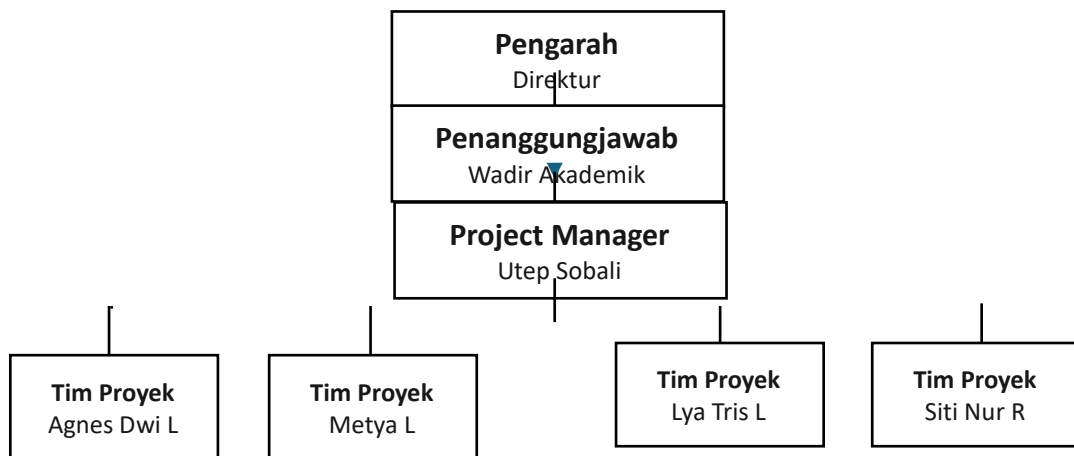 Pengarah
Direktur
Penanggungjawab
Wadir Akademik
Project Manager
Utep Sobali
Tim Proyek
Agnes Dwi L
Tim Proyek
Metya L
Tim Proyek
Lya Tris L
Tim Proyek
Siti Nur R